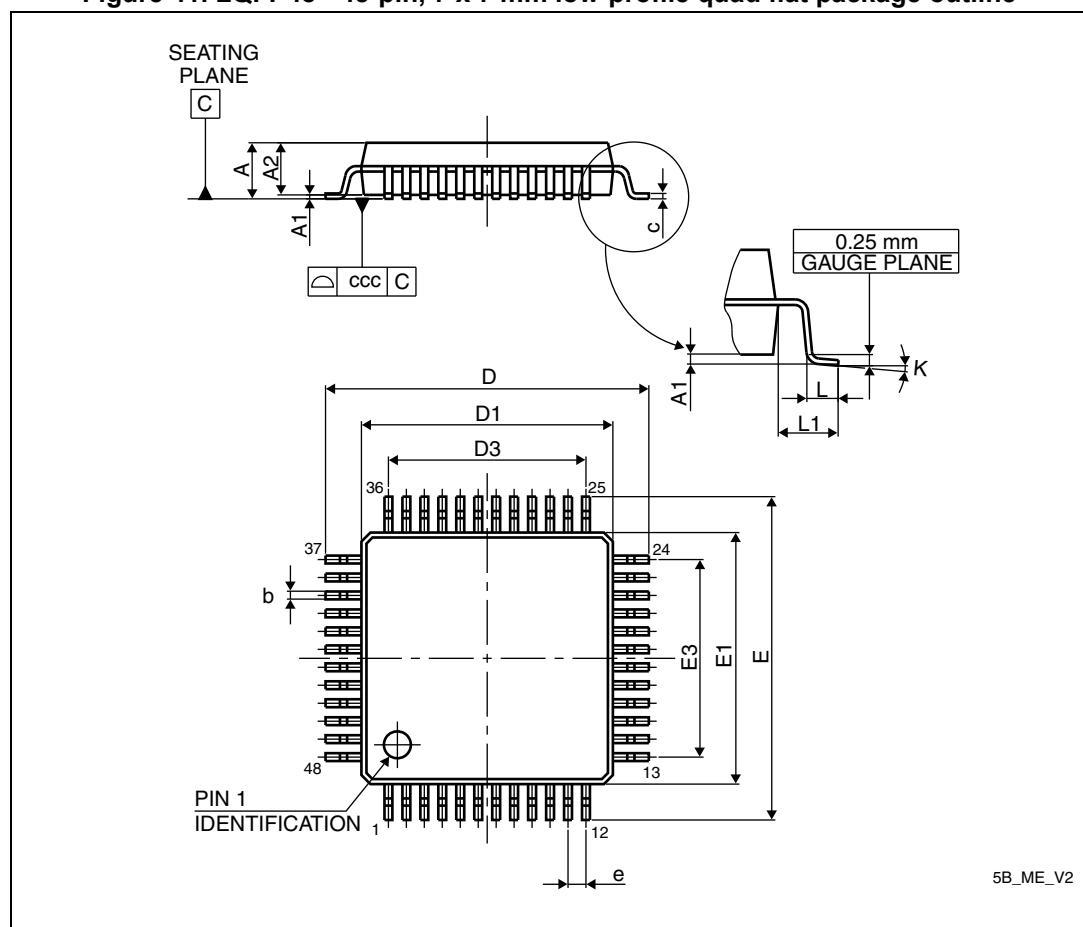 SEATING
PLANE
C
A
A2
A1
c
ccc C
0.25 mm
GAUGE PLANE
A1
K
L
L1
D
D1
D3
36
25
37
24
b
E3
E1
E
48
13
PIN 1
IDENTIFICATION
1
12
e
5B_ME_V2